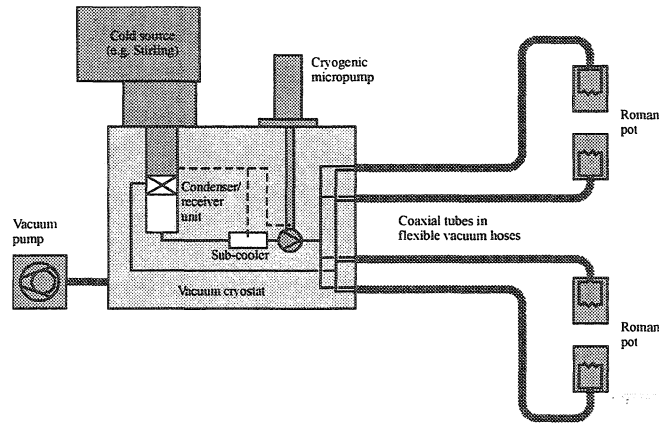 Cold source
(e.g. Stirling)
Cryogenic
micropump
Roman
pot
Condenser/
receiver
unit
Vacuum
pump
Coaxial tubes in
flexible vacuum hoses
Sub-cooler
Vacuum cryostat
Roman
pot